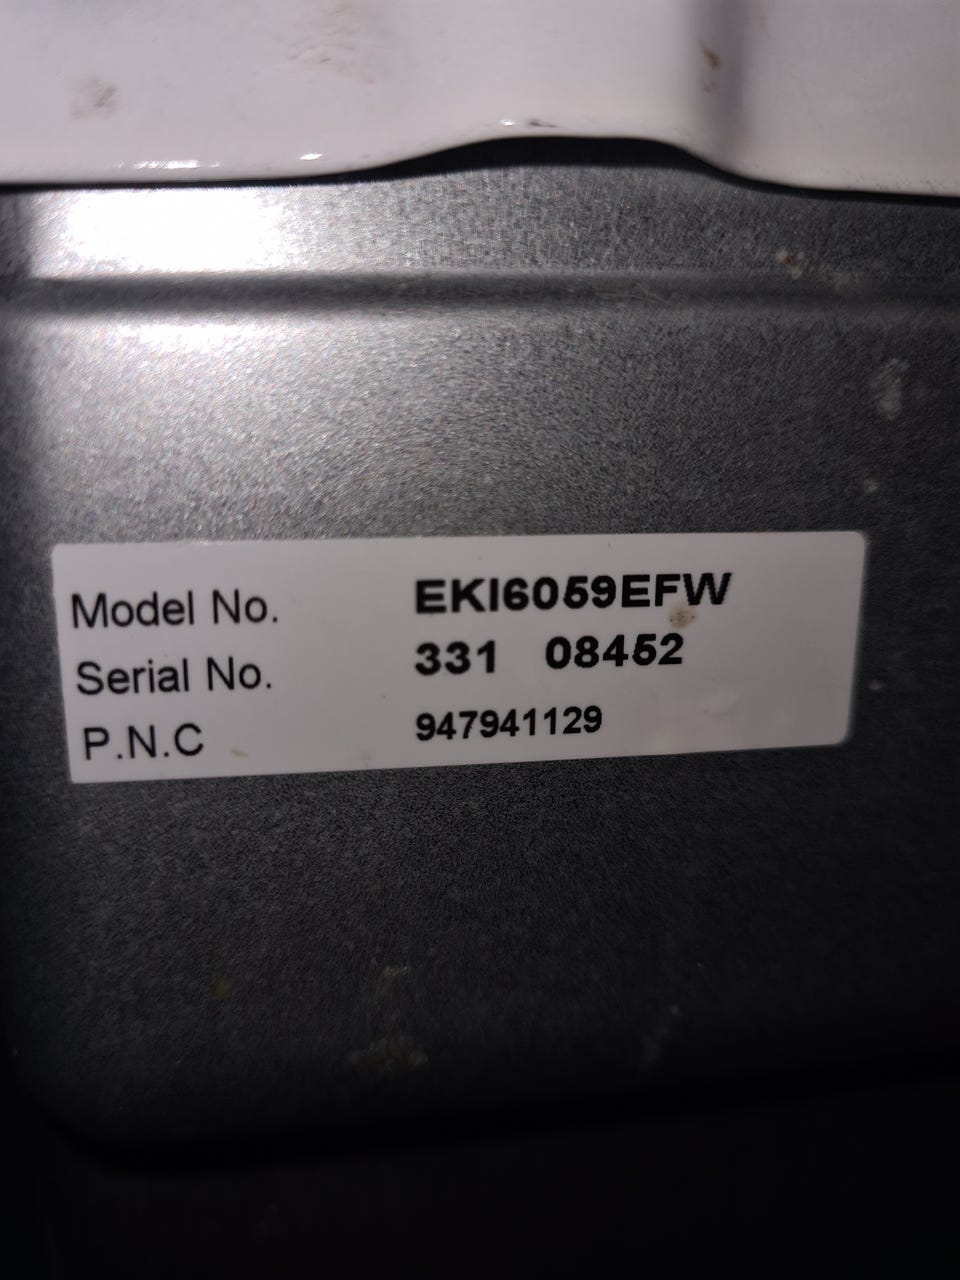 Model No. EKI6059EFW
Serial No. 331 08452
P.N.C 947941129